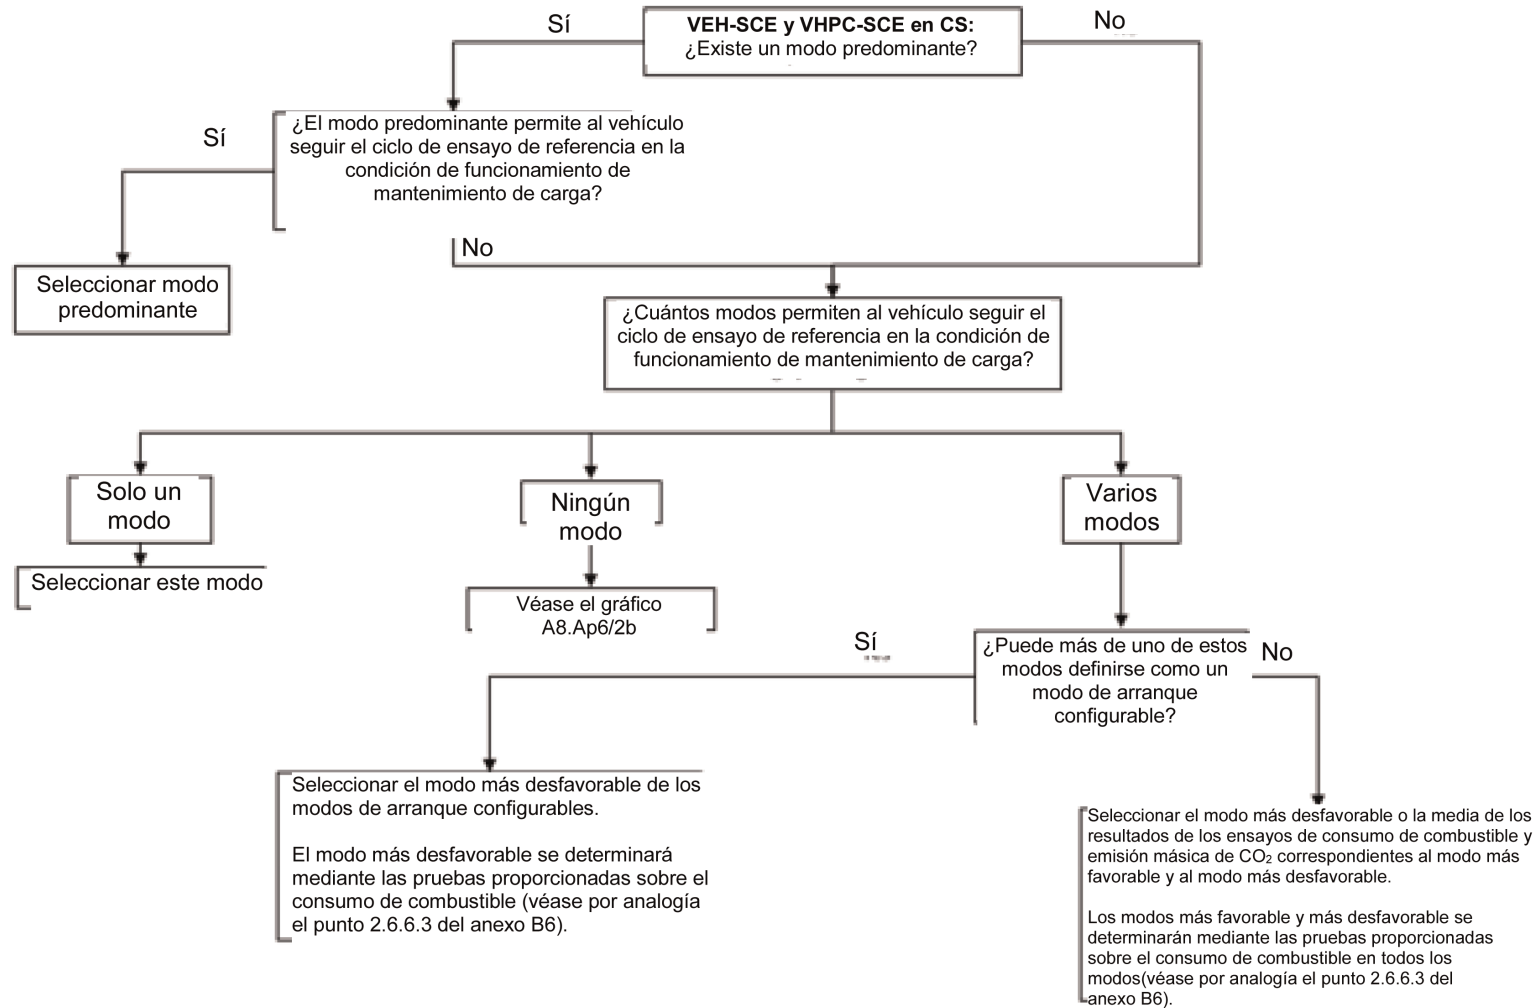 Sí
VEH-SCE y VHPC-SCE en CS:
¿Existe un modo predominante?
No
Sí
¿El modo predominante permite al vehículo
seguir el ciclo de ensayo de referencia en la
condición de funcionamiento de
mantenimiento de carga?
No
Seleccionar modo
predominante
¿Cuántos modos permiten al vehículo seguir el
ciclo de ensayo de referencia en la condición de
funcionamiento de mantenimiento de carga?
Solo un
modo
Ningún
modo
Varios
modos
Seleccionar este modo
Véase el gráfico
A8.Ap6/2b
Sí
¿Puede más de uno de estos
modos definirse como un
modo de arranque
configurable?
No
Seleccionar el modo más desfavorable de los
modos de arranque configurables.
El modo más desfavorable se determinará
mediante las pruebas proporcionadas sobre el
consumo de combustible (véase por analogía
el punto 2.6.6.3 del anexo B6).
Seleccionar el modo más desfavorable o la media de los
resultados de los ensayos de consumo de combustible y
emisión másica de CO₂ correspondientes al modo más
favorable y al modo más desfavorable.
Los modos más favorable y más desfavorable se
determinarán mediante las pruebas proporcionadas
sobre el consumo de combustible en todos los
modos(véase por analogía el punto 2.6.6.3 del
anexo B6).